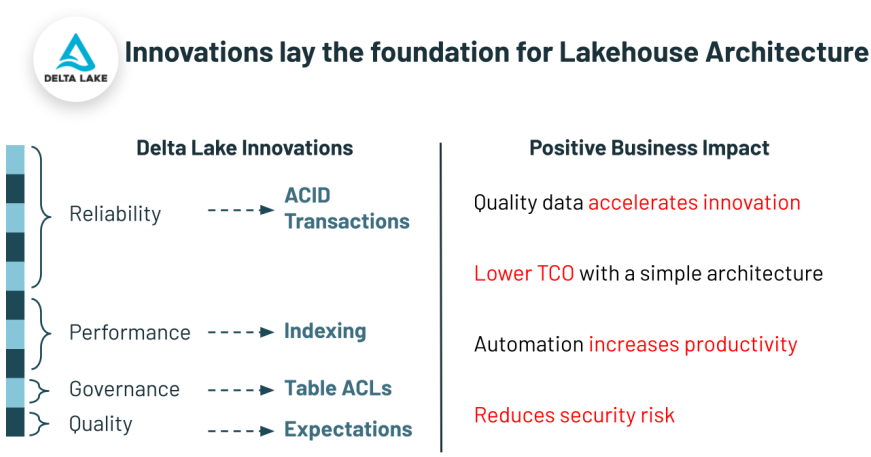 DELTA LAKE
Innovations lay the foundation for Lakehouse Architecture
Delta Lake Innovations
Reliability
ACID
Transactions
Performance
Indexing
Governance
Table ACLs
Quality
Expectations
Positive Business Impact
Quality data accelerates innovation
Lower TCO with a simple architecture
Automation increases productivity
Reduces security risk